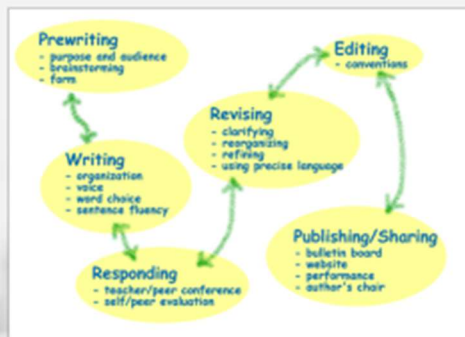 Prewriting
- purpose and audience
- brainstorming
- form
Writing
- organization
- voice
- word choice
- sentence fluency
Responding
- teacher/peer conference
- self/peer evaluation
Revising
- clarifying
- reorganizing
- refining
- using precise language
Editing
- conventions
Publishing/Sharing
- bulletin board
- website
- performance
- author's chair